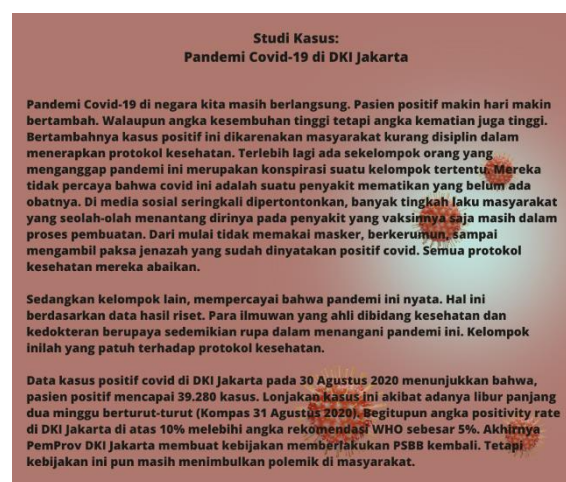 Studi Kasus:
Pandemi Covid-19 di DKI Jakarta
Pandemi Covid-19 di negara kita masih berlangsung. Pasien positif makin hari makin
bertambah. Walaupun angka kesembuhan tinggi tetapi angka kematian juga tinggi.
Bertambahnya kasus positif ini dikarenakan masyarakat kurang disiplin dalam
menerapkan protokol kesehatan. Terlebih lagi ada sekelompok orang yang
menganggap pandemi ini merupakan konspirasi suatu kelompok tertentu. Mereka
tidak percaya bahwa covid ini adalah suatu penyakit mematikan yang belum ada
obatnya. Di media sosial seringkali dipertontonkan, banyak tingkah laku masyarakat
yang seolah-olah menantang dirinya pada penyakit yang vaksinnya saja masih dalam
proses pembuatan. Dari mulai tidak memakai masker, berkerumun, sampai
mengambil paksa jenazah yang sudah dinyatakan positif covid. Semua protokol
kesehatan mereka abaikan.
Sedangkan kelompok lain, mempercayai bahwa pandemi ini nyata. Hal ini
berdasarkan data hasil riset. Para ilmuwan yang ahli dibidang kesehatan dan
kedokteran berupaya sedemikian rupa dalam menangani pandemi ini. Kelompok
inilah yang patuh terhadap protokol kesehatan.
Data kasus positif covid di DKI Jakarta pada 30 Agustus 2020 menunjukkan bahwa,
pasien positif mencapai 39.280 kasus. Lonjakan kasus ini akibat adanya libur panjang
dua minggu berturut-turut (Kompas 31 Agustus 2020). Begitupun angka positivity rate
di DKI Jakarta di atas 10% melebihi angka rekomendasi WHO sebesar 5%. Akhirnya
PemProv DKI Jakarta membuat kebijakan memberlakukan PSBB kembali. Tetapi
kebijakan ini pun masih menimbulkan polemik di masyarakat.